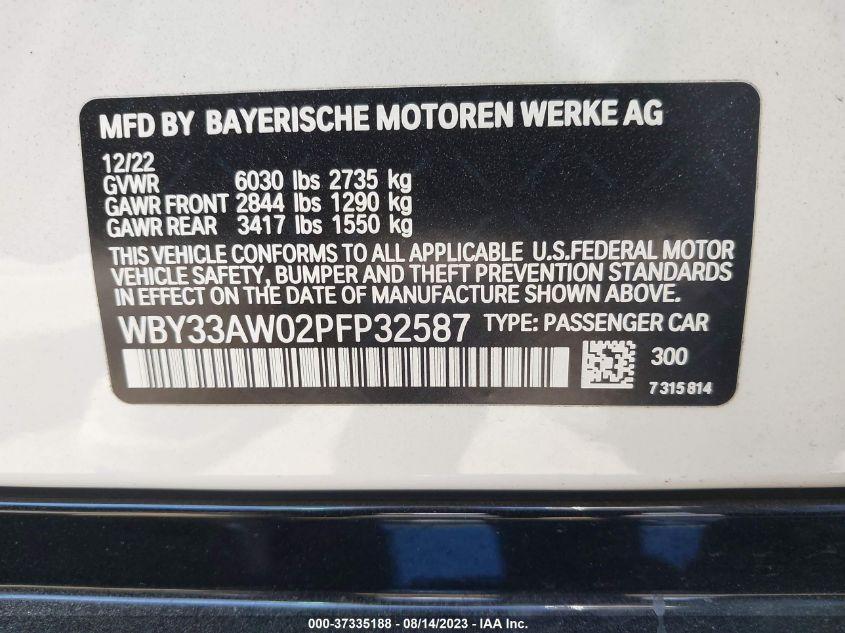 MFD BY BAYERISCHE MOTOREN WERKE AG
12/22
GVWR 6030 lbs 2735 kg
GAWR FRONT 2844 lbs 1290 kg
GAWR REAR 3417 lbs 1550 kg
THIS VEHICLE CONFORMS TO ALL APPLICABLE U.S.FEDERAL MOTOR
VEHICLE SAFETY, BUMPER AND THEFT PREVENTION STANDARDS
IN EFFECT ON THE DATE OF MANUFACTURE SHOWN ABOVE.
WBY33AW02PFP32587 TYPE: PASSENGER CAR
300
7 315 814
000-37335188 - 08/14/2023 - IAA Inc.